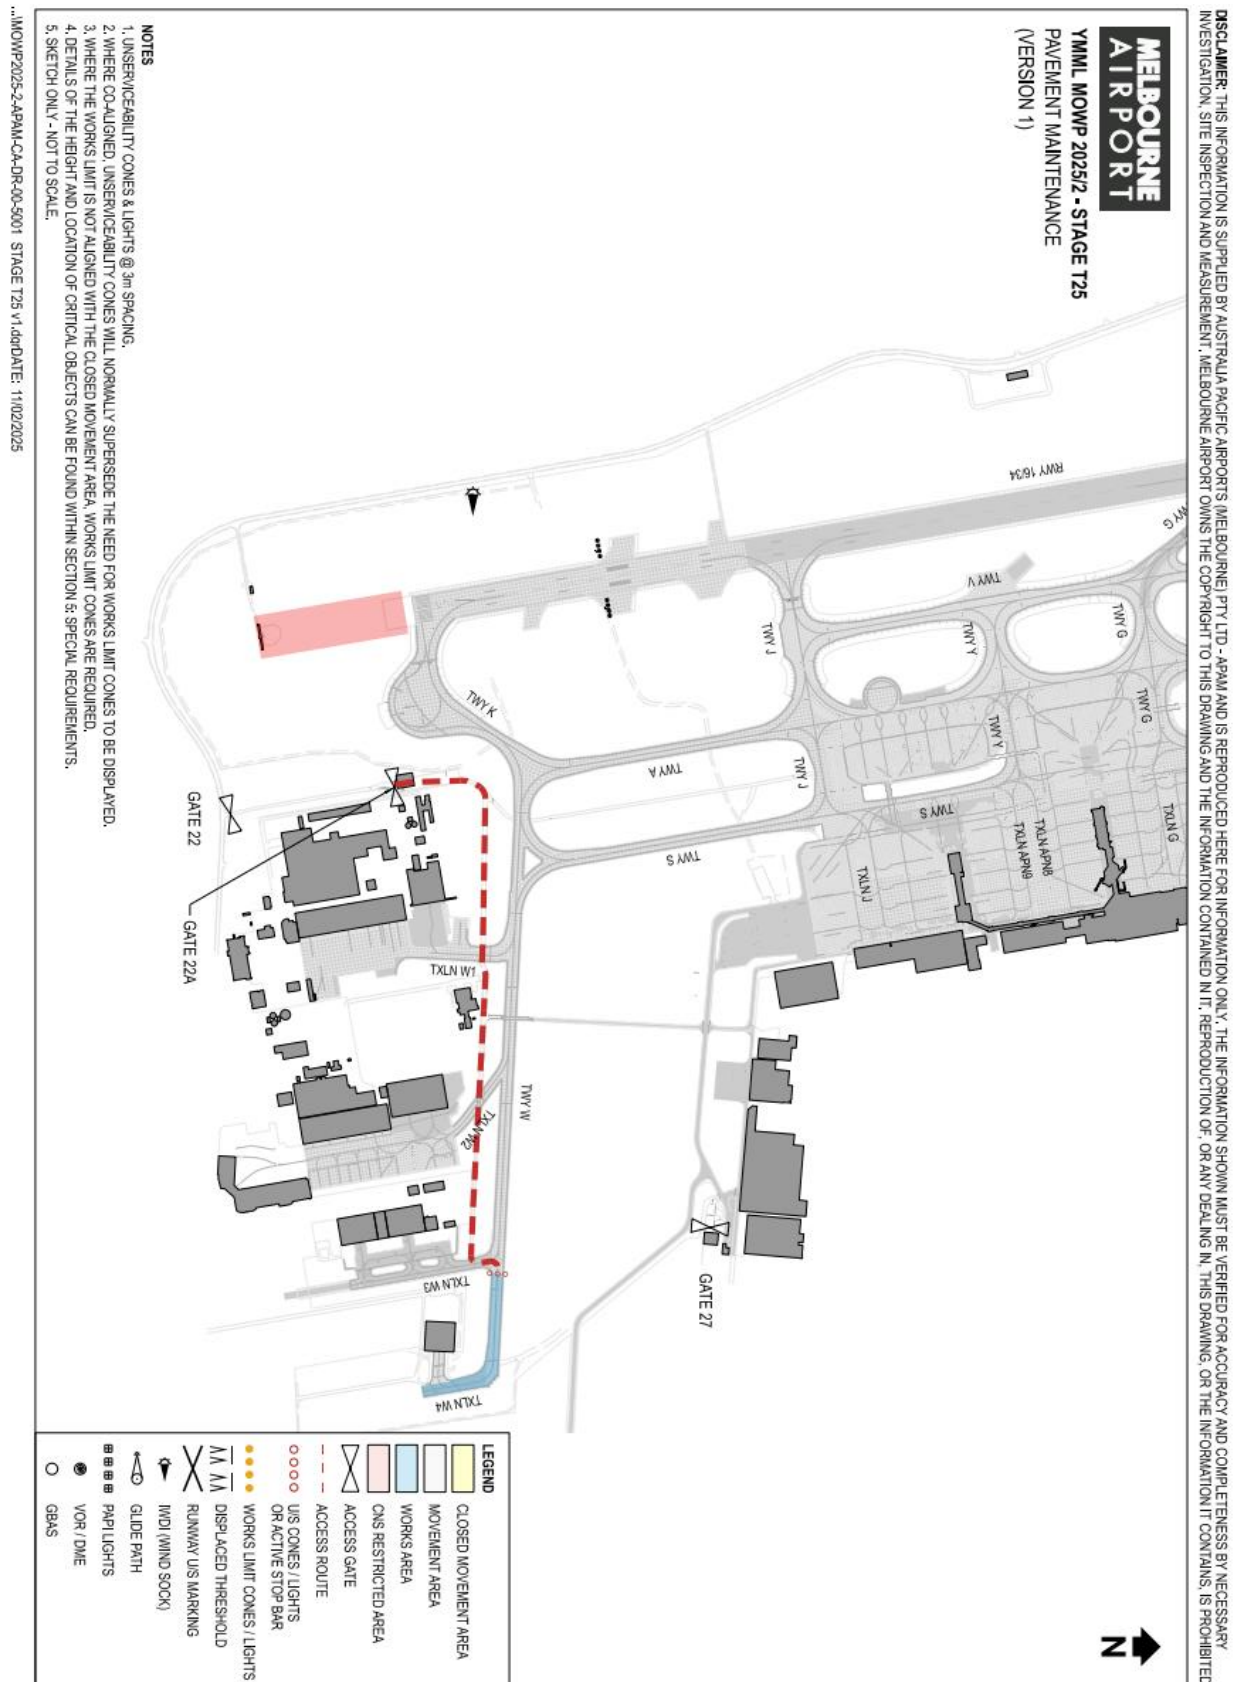 DISCLAIMER: THIS INFORMATION IS SUPPLIED BY AUSTRALIA PACIFIC AIRPORTS (MELBOURNE) PTY LTD - APAM AND IS REPRODUCED HERE FOR INFORMATION ONLY. THE INFORMATION SHOWN MUST BE VERIFIED FOR ACCURACY AND COMPLETENESS BY NECESSARY
INVESTIGATION, SITE INSPECTION AND MEASUREMENT. MELBOURNE AIRPORT OWNS THE COPYRIGHT TO THIS DRAWING AND THE INFORMATION CONTAINED IN IT. REPRODUCTION OF, OR ANY DEALING IN, THIS DRAWING, OR THE INFORMATION IT CONTAINS, IS PROHIBITED
MELBOURNE
AIRPORT
YMML MOWP 2025/2 - STAGE T25
PAVEMENT MAINTENANCE
(VERSION 1)
N
RWY 16/34
WY G
TWY V
TWY G
TWY Y
TWY J
TWY G
TWY Y
TWY K
TWY A
TWY J
TWY S
TWY S
TXLN G
TXLN APN8
TXLN APN9
TXLN J
GATE 22
GATE 22A
TXLN W1
TWY W
TXLN W2
GATE 27
TXLN W3
TXLN W4
NOTES
1. UNSERVICEABILITY CONES & LIGHTS @ 3m SPACING.
2. WHERE CO-ALIGNED, UNSERVICEABILITY CONES WILL NORMALLY SUPERSEDE THE NEED FOR WORKS LIMIT CONES TO BE DISPLAYED.
3. WHERE THE WORKS LIMIT IS NOT ALIGNED WITH THE CLOSED MOVEMENT AREA, WORKS LIMIT CONES ARE REQUIRED.
4. DETAILS OF THE HEIGHT AND LOCATION OF CRITICAL OBJECTS CAN BE FOUND WITHIN SECTION 5: SPECIAL REQUIREMENTS.
5. SKETCH ONLY - NOT TO SCALE.
LEGEND
CLOSED MOVEMENT AREA
MOVEMENT AREA
WORKS AREA
CNS RESTRICTED AREA
ACCESS GATE
ACCESS ROUTE
U/S CONES / LIGHTS
OR ACTIVE STOP BAR
WORKS LIMIT CONES / LIGHTS
DISPLACED THRESHOLD
RUNWAY U/S MARKING
IWDI (WIND SOCK)
GLIDE PATH
PAPI LIGHTS
VOR / DME
GBAS
...\MOWP2025-2-APAM-CA-DR-00-5001 STAGE T25 v1.dgnDATE: 11/02/2025